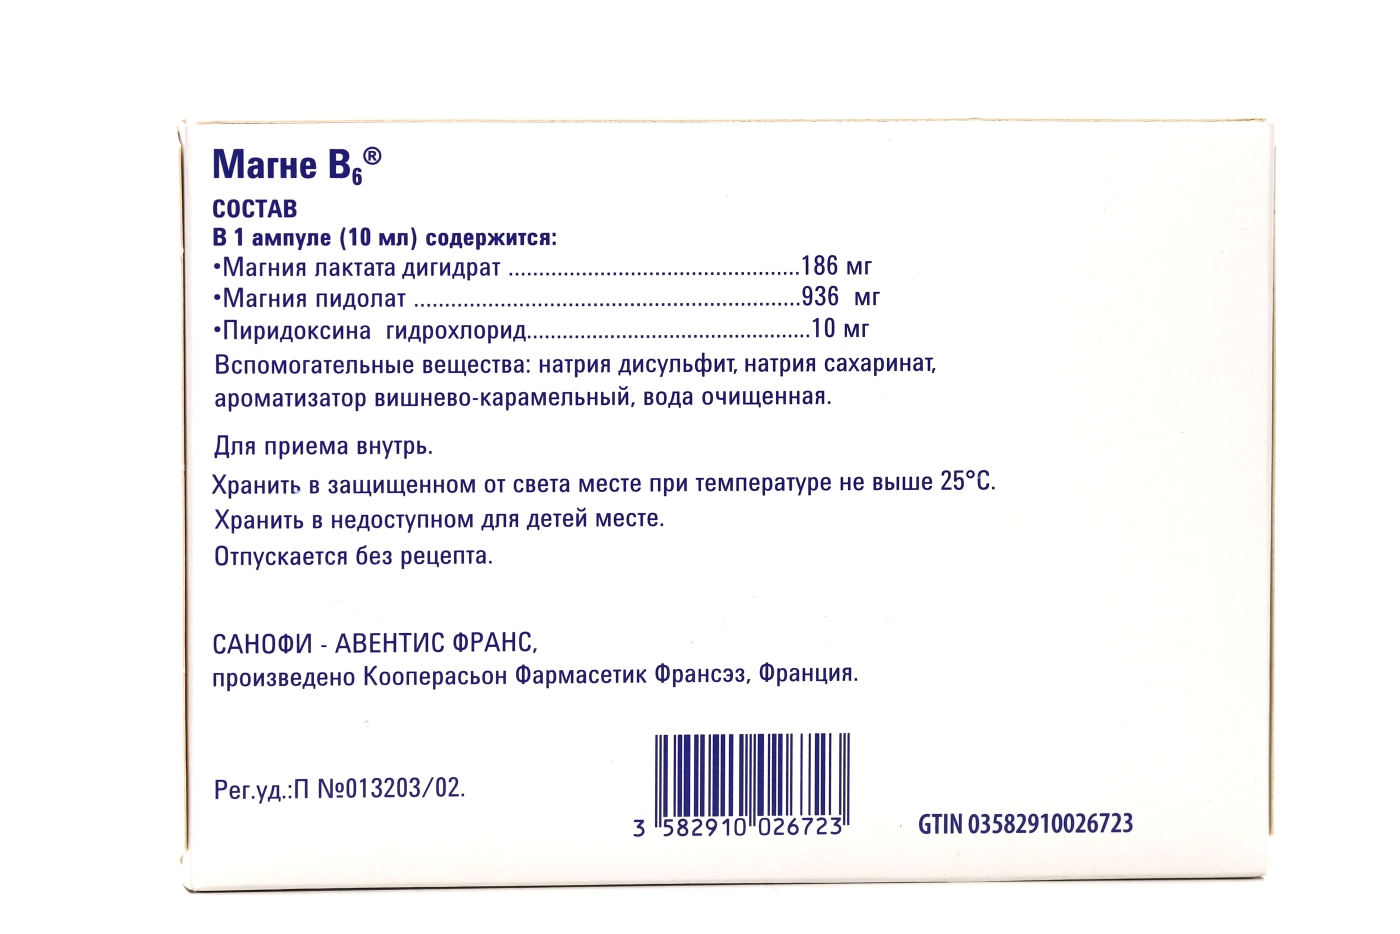 Магне B6®
СОСТАВ
В 1 ампуле (10 мл) содержится:
•Магния лактата дигидрат ................................................186 мг
•Магния пидолат ................................................................936 мг
•Пиридоксина гидрохлорид...............................................10 мг
Вспомогательные вещества: натрия дисульфит, натрия сахаринат,
ароматизатор вишнево-карамельный, вода очищенная.
Для приема внутрь.
Хранить в защищенном от света месте при температуре не выше 25°C.
Хранить в недоступном для детей месте.
Отпускается без рецепта.
САНОФИ - АВЕНТИС ФРАНС,
произведено Кооперасьон Фармасетик Франсэз, Франция.
Рег.уд.:П №013203/02.
3 582910 026723
GTIN 03582910026723